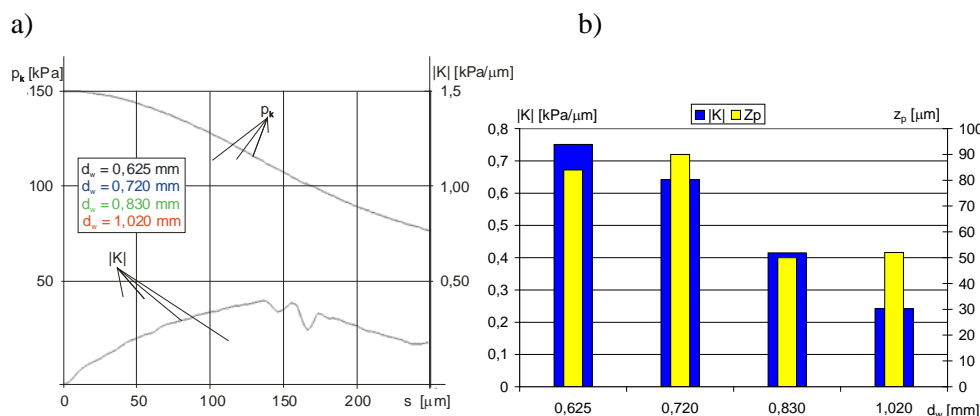 a)
b)
p_k [kPa]
|K| [kPa/μm]
150
1,5
p_k
d_w = 0,625 mm
d_w = 0,720 mm
d_w = 0,830 mm
d_w = 1,020 mm
100
1,00
|K|
50
0,50
0 50 100 150 200 s [μm]
|K| [kPa/μm]
|K| Zp
z_p [μm]
0,8
0,7
0,6
0,5
0,4
0,3
0,2
0,1
0
100
90
80
70
60
50
40
30
20
10
0
0,625 0,720 0,830 1,020 d_w [mm]